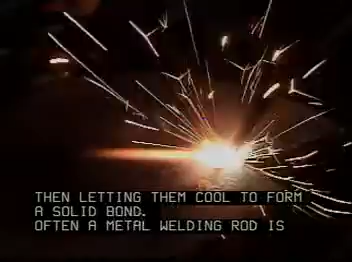 THEN LETTING THEM COOL TO FORM
A SOLID BOND.
OFTEN A METAL WELDING ROD IS